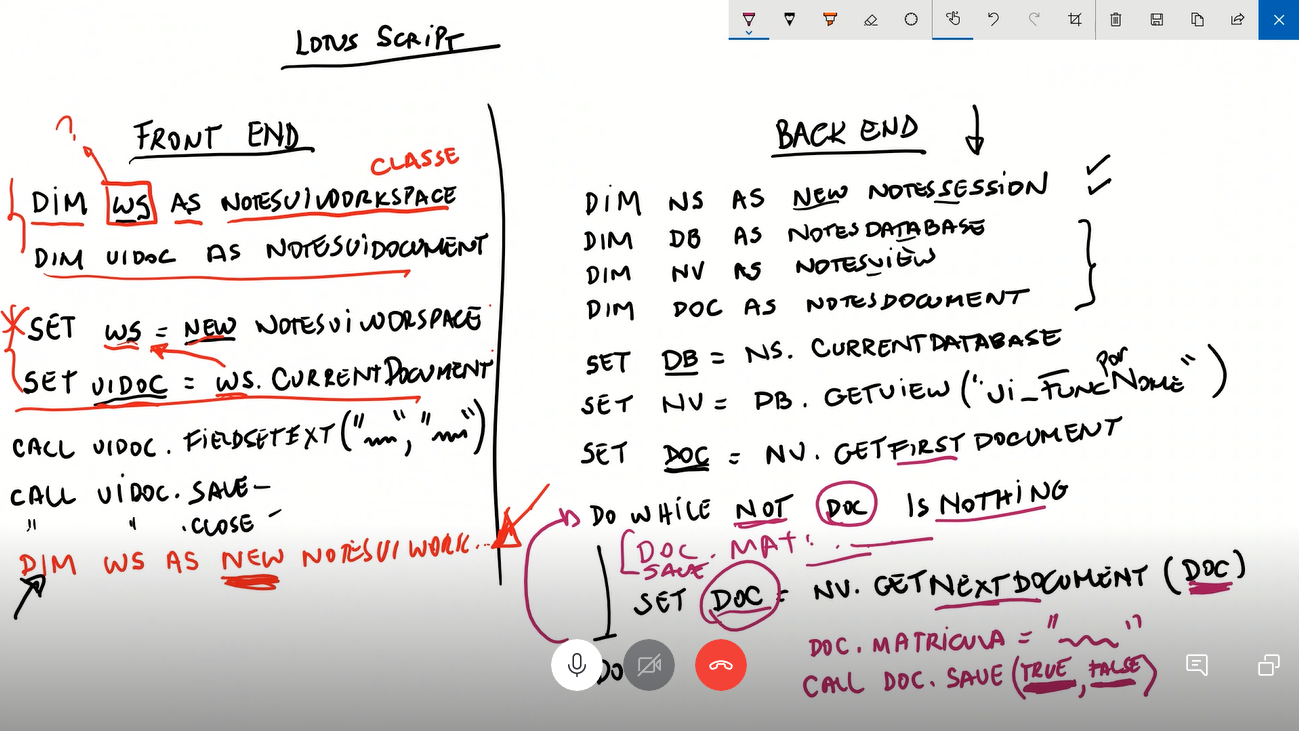 LOTUS SCRIPT
FRONT END
?
CLASSE
DIM WS AS NOTESUIWORKSPACE
DIM UIDOC AS NOTESUIDOCUMENT
SET WS = NEW NOTESUIWORSPACE
SET UIDOC = WS.CURRENTDOCUMENT
CALL UIDOC.FIELDSETEXT("  ", "  ")
CALL UIDOC.SAVE
" " .CLOSE
DIM WS AS NEW NOTESUIWORK...
BACK END
DIM NS AS NEW NOTESSESSION
DIM DB AS NOTESDATABASE
DIM NV AS NOTESVIEW
DIM DOC AS NOTESDOCUMENT
SET DB = NS.CURRENTDATABASE
POR
SET NV = DB.GETVIEW("UI_FUNCNOME")
SET DOC = NV.GETFIRSTDOCUMENT
DO WHILE NOT DOC IS NOTHING
DOC.MAT...
SAVE
SET DOC = NV.GETNEXTDOCUMENT(DOC)
DOC.MATRICULA = "  "
CALL DOC.SAVE(TRUE, FALSE)